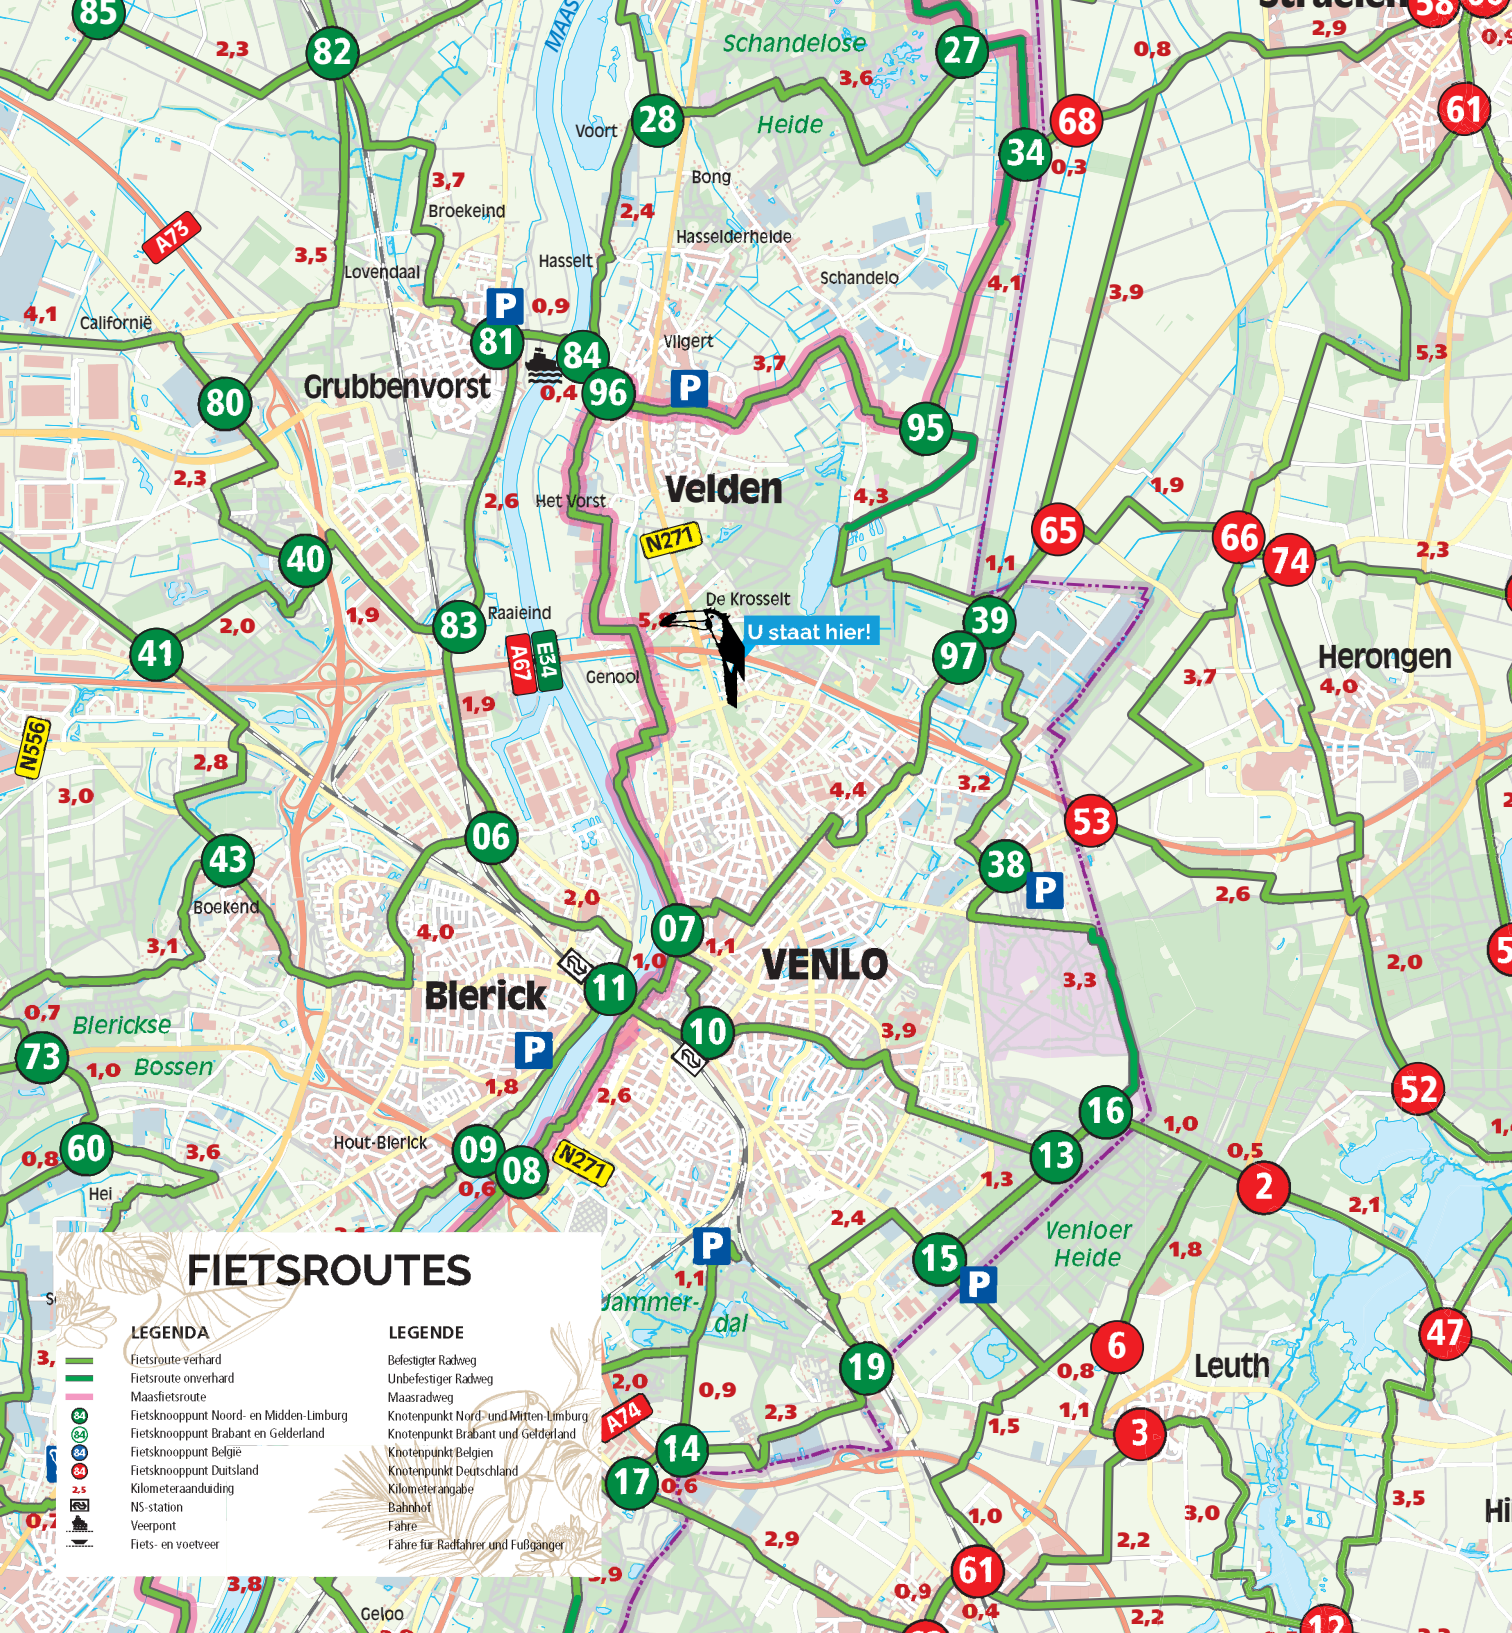 85
2,3
82
MAAS
Schandelose
27
3,6
28
Heide
Voort
34
68
0,3
0,8
2,9
61
Bong
3,7
Broekeind
2,4
Hasselderheide
A73
3,5
Lovendaal
Hasselt
Schandelo
4,1
3,9
4,1
Californië
P
0,9
81
84
Vilgert
3,7
5,3
80
Grubbenvorst
0,4
96
P
95
2,3
2,6
Het Vorst
Velden
4,3
1,9
N271
65
66
74
2,3
40
1,1
2,0
1,9
83
Raaieind
De Krosselt
U staat hier!
39
97
41
A67
E34
Genooi
Herongen
3,7
4,0
N556
1,9
2,8
3,0
4,4
3,2
53
06
43
38
P
2,6
Boekend
2,0
3,1
4,0
07
1,1
1,0
VENLO
2,0
3,3
11
Blerick
0,7
Blerickse
10
3,9
73
1,0
Bossen
P
1,8
2,6
52
16
1,0
60
0,8
3,6
Hout-Blerick
09
08
0,6
N271
13
0,5
2
1,3
2,1
Hei
2,4
Venloer
Heide
15
P
1,8
P
1,1
Jammer-
dal
47
6
Leuth
0,8
19
2,0
0,9
A74
2,3
1,5
1,1
3
14
17
0,6
3,5
1,0
3,0
2,2
2,9
61
0,9
0,4
2,2
12
3,8
Geloo
FIETSROUTES
LEGENDA LEGENDE
Fietsroute verhard Befestigter Radweg
Fietsroute onverhard Unbefestiger Radweg
Maasfietsroute Maasradweg
84 Fietsknooppunt Noord- en Midden-Limburg Knotenpunkt Nord- und Mitten-Limburg
84 Fietsknooppunt Brabant en Gelderland Knotenpunkt Brabant und Gelderland
84 Fietsknooppunt België Knotenpunkt Belgien
84 Fietsknooppunt Duitsland Knotenpunkt Deutschland
2,5 Kilometeraanduiding Kilometerangabe
NS-station Bahnhof
Veerpont Fähre
Fiets- en voetveer Fähre für Radfahrer und Fußgänger